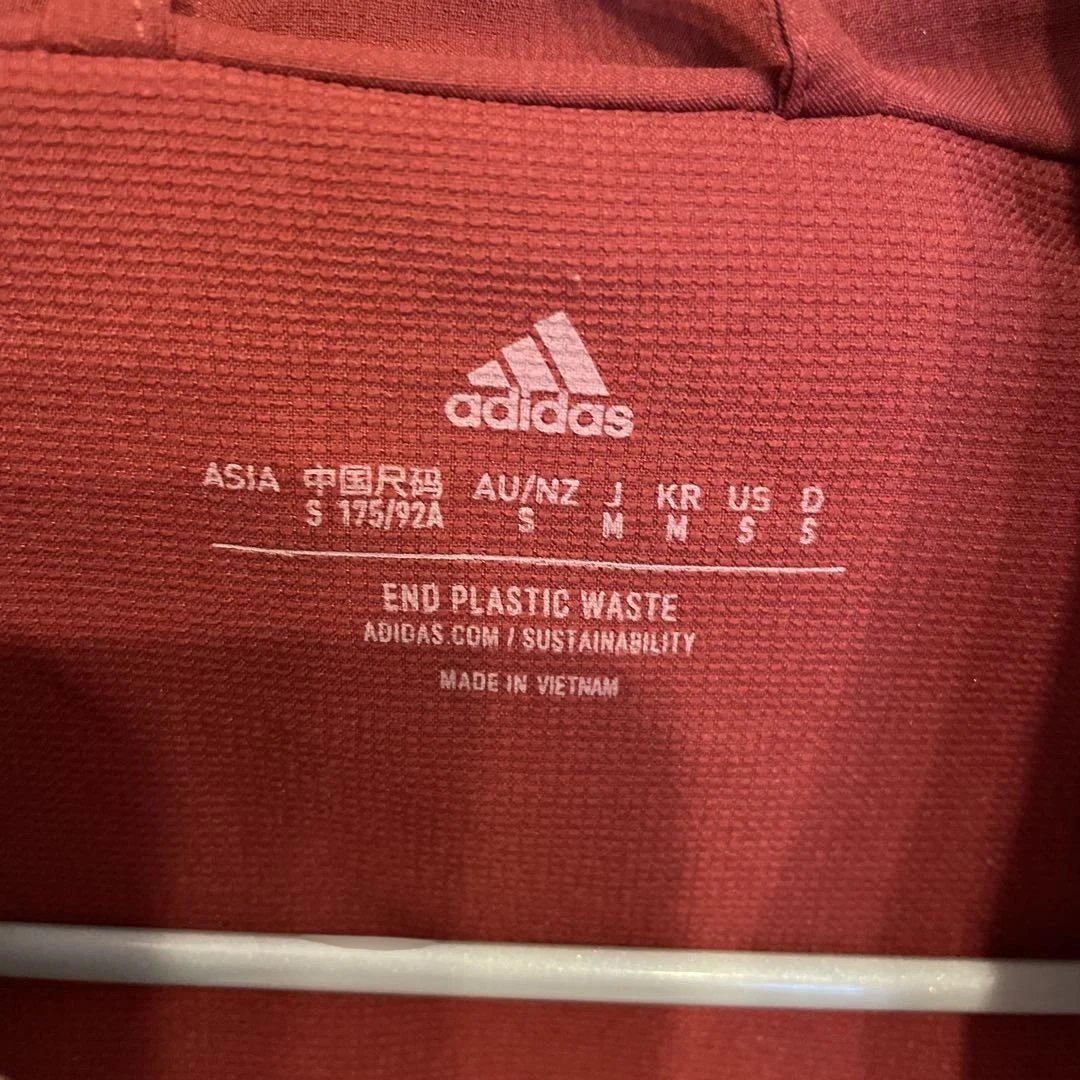 adidas
ASIA 中国尺码 AU/NZ J KR US D
S 175/92A S M M S S
END PLASTIC WASTE
ADIDAS.COM / SUSTAINABILITY
MADE IN VIETNAM